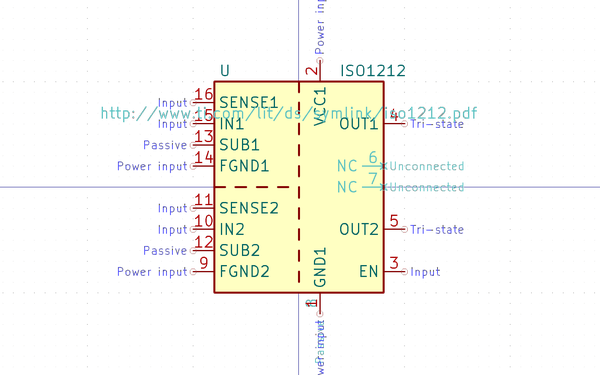 Power input
2
U
ISO1212
16
Input
SENSE1
VCC1
http://www.ti.com/lit/ds/symlink/iso1212.pdf
15
Input
IN1
OUT1
4
Tri-state
13
Passive
SUB1
14
Power input
FGND1
NC
6
Unconnected
NC
7
Unconnected
11
Input
SENSE2
10
Input
IN2
OUT2
5
Tri-state
12
Passive
SUB2
GND1
9
Power input
FGND2
EN
3
Input
1
Power input